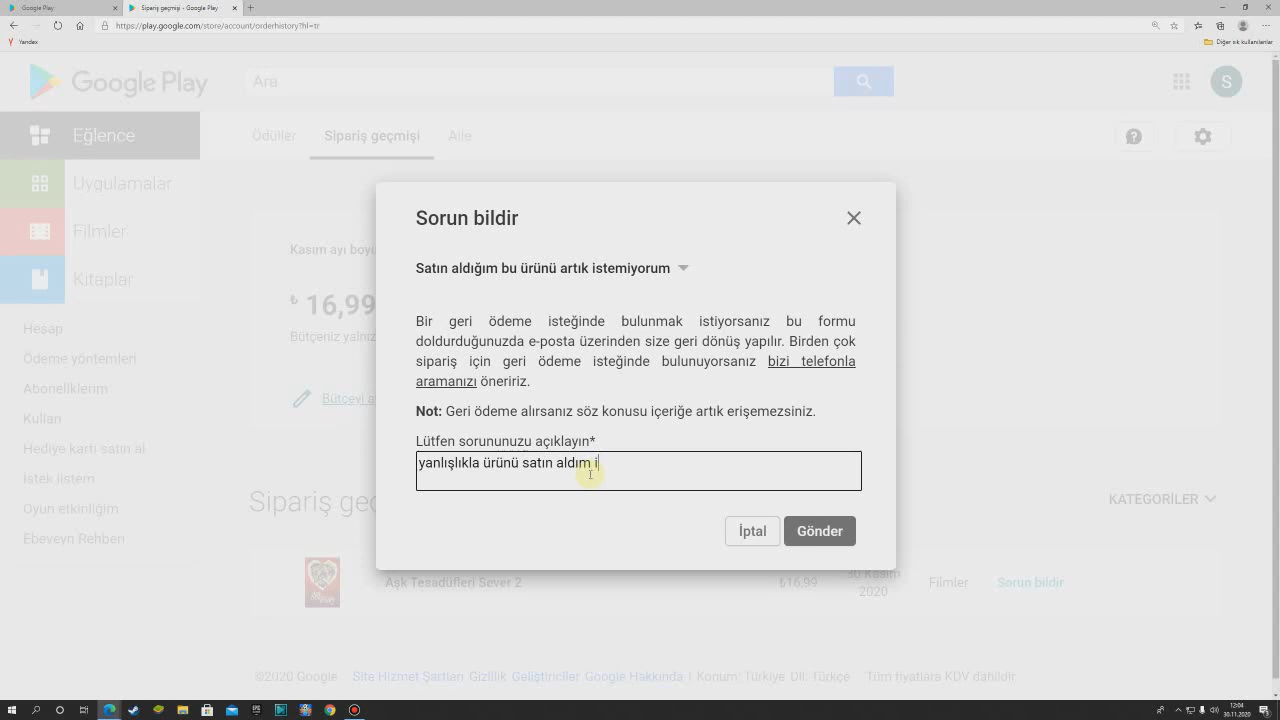 Google Play
Sipariş geçmişi - Google Play
https://play.google.com/store/account/orderhistory?hl=tr
Yandex
Diğer sık kullanılanlar
Google Play
Ara
S
Eğlence
Ödüller
Sipariş geçmişi
Aile
Uygulamalar
Filmler
Kitaplar
Hesap
Ödeme yöntemleri
Aboneliklerim
Kullan
Hediye kartı satın al
İstek listem
Oyun etkinliğim
Ebeveyn Rehberi
Kasım ayı boyu
₺ 16,99
Bütçeniz yalnız
Bütçeyi
Sorun bildir
Satın aldığım bu ürünü artık istemiyorum
Bir geri ödeme isteğinde bulunmak istiyorsanız bu formu
doldurduğunuzda e-posta üzerinden size geri dönüş yapılır. Birden çok
sipariş için geri ödeme isteğinde bulunuyorsanız bizi telefonla
aramanızı öneririz.
Not: Geri ödeme alırsanız söz konusu içeriğe artık erişemezsiniz.
Lütfen sorununuzu açıklayın*
yanlışlıkla ürünü satın aldım i
İptal
Gönder
Sipariş geç
KATEGORİLER
Aşk Tesadüfleri Sever 2
₺16,99
30 Kasım
2020
Filmler
Sorun bildir
©2020 Google Site Hizmet Şartları Gizlilik Geliştiriciler Google Hakkında | Konum: Türkiye Dil: Türkçe Tüm fiyatlara KDV dahildir.
12:04
30.11.2020